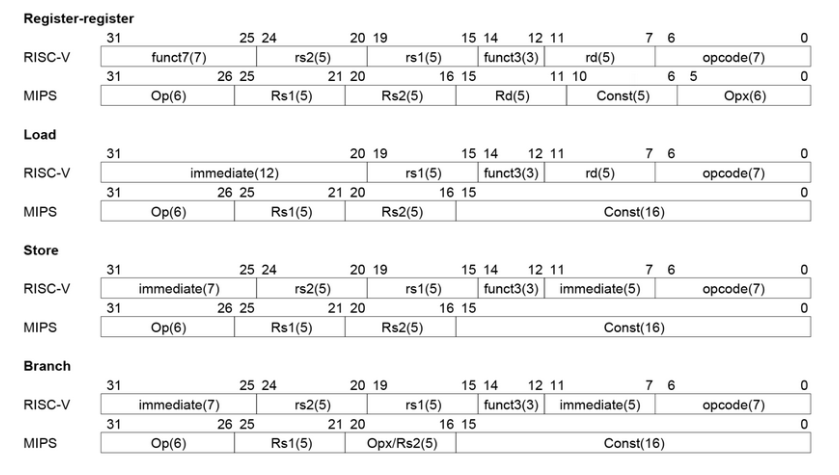 Register-register
31 25 24 20 19 15 14 12 11 7 6 0
RISC-V funct7(7) rs2(5) rs1(5) funct3(3) rd(5) opcode(7)
31 26 25 21 20 16 15 11 10 6 5 0
MIPS Op(6) Rs1(5) Rs2(5) Rd(5) Const(5) Opx(6)
Load
31 20 19 15 14 12 11 7 6 0
RISC-V immediate(12) rs1(5) funct3(3) rd(5) opcode(7)
31 26 25 21 20 16 15 0
MIPS Op(6) Rs1(5) Rs2(5) Const(16)
Store
31 25 24 20 19 15 14 12 11 7 6 0
RISC-V immediate(7) rs2(5) rs1(5) funct3(3) immediate(5) opcode(7)
31 26 25 21 20 16 15 0
MIPS Op(6) Rs1(5) Rs2(5) Const(16)
Branch
31 25 24 20 19 15 14 12 11 7 6 0
RISC-V immediate(7) rs2(5) rs1(5) funct3(3) immediate(5) opcode(7)
31 26 25 21 20 16 15 0
MIPS Op(6) Rs1(5) Opx/Rs2(5) Const(16)